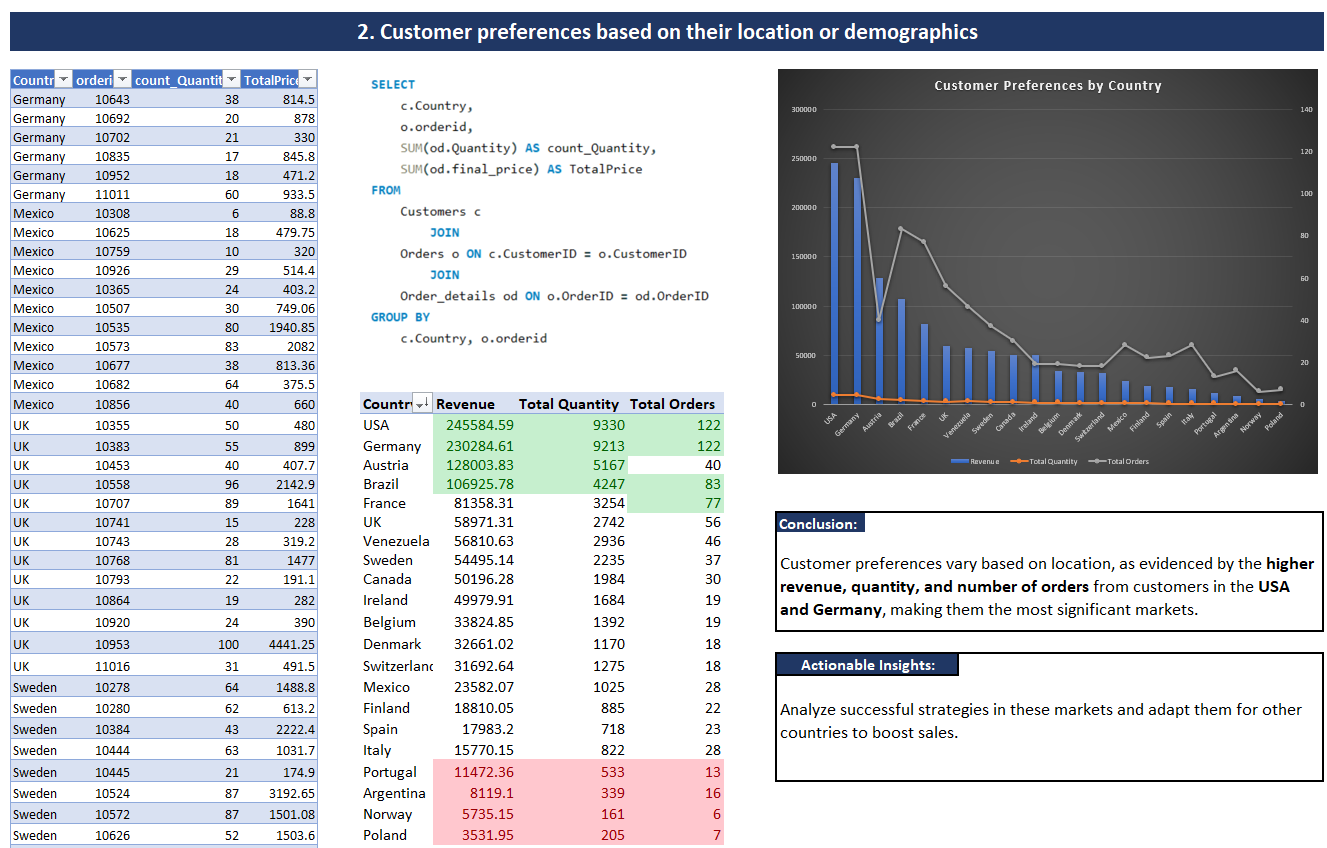 2. Customer preferences based on their location or demographics
Countr orderi count_Quantit TotalPrice
Germany 10643 38 814.5
Germany 10692 20 878
Germany 10702 21 330
Germany 10835 17 845.8
Germany 10952 18 471.2
Germany 11011 60 933.5
Mexico 10308 6 88.8
Mexico 10625 18 479.75
Mexico 10759 10 320
Mexico 10926 29 514.4
Mexico 10365 24 403.2
Mexico 10507 30 749.06
Mexico 10535 80 1940.85
Mexico 10573 83 2082
Mexico 10677 38 813.36
Mexico 10682 64 375.5
Mexico 10856 40 660
UK 10355 50 480
UK 10383 55 899
UK 10453 40 407.7
UK 10558 96 2142.9
UK 10707 89 1641
UK 10741 15 228
UK 10743 28 319.2
UK 10768 81 1477
UK 10793 22 191.1
UK 10864 19 282
UK 10920 24 390
UK 10953 100 4441.25
UK 11016 31 491.5
Sweden 10278 64 1488.8
Sweden 10280 62 613.2
Sweden 10384 43 2222.4
Sweden 10444 63 1031.7
Sweden 10445 21 174.9
Sweden 10524 87 3192.65
Sweden 10572 87 1501.08
Sweden 10626 52 1503.6
SELECT
c.Country,
o.orderid,
SUM(od.Quantity) AS count_Quantity,
SUM(od.final_price) AS TotalPrice
FROM
Customers c
JOIN
Orders o ON c.CustomerID = o.CustomerID
JOIN
Order_details od ON o.OrderID = od.OrderID
GROUP BY
c.Country, o.orderid
Countr Revenue Total Quantity Total Orders
USA 245584.59 9330 122
Germany 230284.61 9213 122
Austria 128003.83 5167 40
Brazil 106925.78 4247 83
France 81358.31 3254 77
UK 58971.31 2742 56
Venezuela 56810.63 2936 46
Sweden 54495.14 2235 37
Canada 50196.28 1984 30
Ireland 49979.91 1684 19
Belgium 33824.85 1392 19
Denmark 32661.02 1170 18
Switzerland 31692.64 1275 18
Mexico 23582.07 1025 28
Finland 18810.05 885 22
Spain 17983.2 718 23
Italy 15770.15 822 28
Portugal 11472.36 533 13
Argentina 8119.1 339 16
Norway 5735.15 161 6
Poland 3531.95 205 7
Customer Preferences by Country
300000 140
250000 120
200000 100
150000 80
100000 60
50000 40
0 20
0
USA Germany Austria Brazil France UK Venezuela Sweden Canada Ireland Belgium Denmark Switzerland Mexico Finland Spain Italy Portugal Argentina Norway Poland
Revenue Total Quantity Total Orders
Conclusion:
Customer preferences vary based on location, as evidenced by the higher
revenue, quantity, and number of orders from customers in the USA
and Germany, making them the most significant markets.
Actionable Insights:
Analyze successful strategies in these markets and adapt them for other
countries to boost sales.